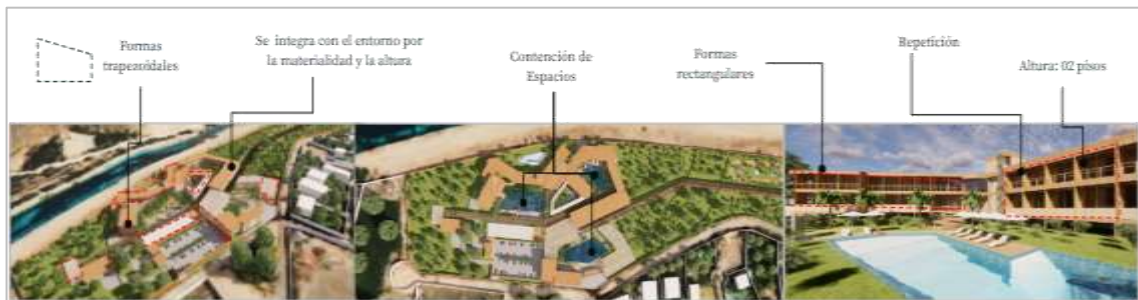 Formas
trapezoidales
Se integra con el entorno por
la materialidad y la altura
Contención de
Espacios
Formas
rectangulares
Repetición
Altura: 02 pisos